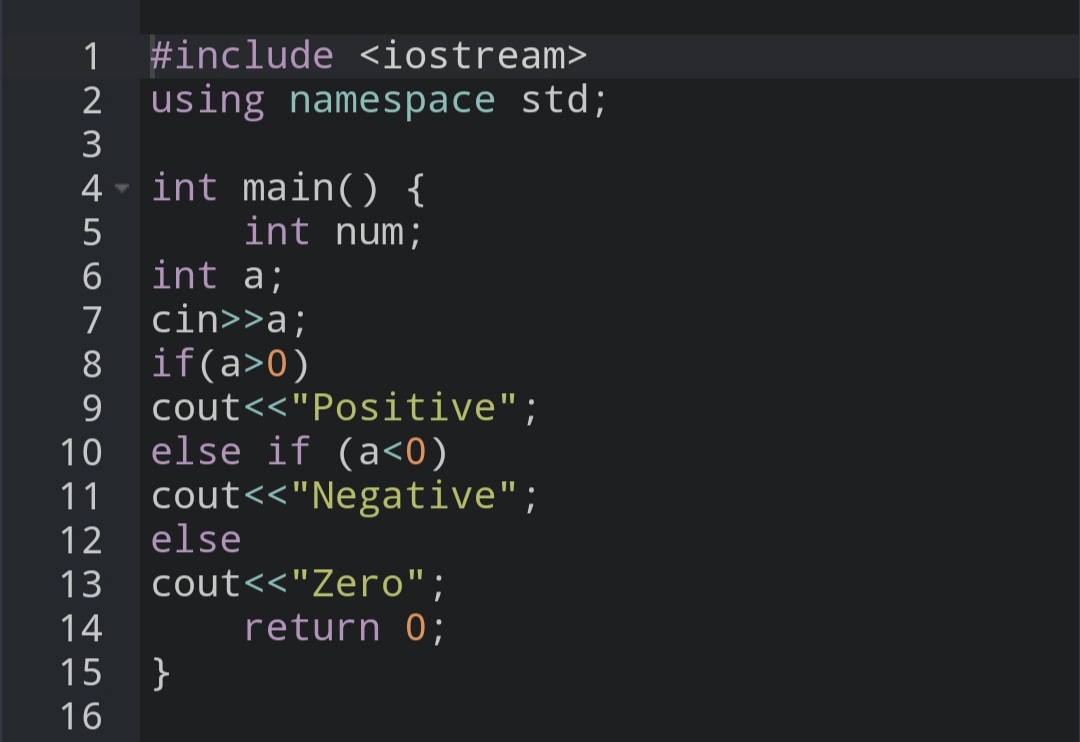 1 #include <iostream>
2 using namespace std;
3
4 int main() {
5     int num;
6 int a;
7 cin>>a;
8 if(a>0)
9 cout<<"Positive";
10 else if (a<0)
11 cout<<"Negative";
12 else
13 cout<<"Zero";
14     return 0;
15 }
16